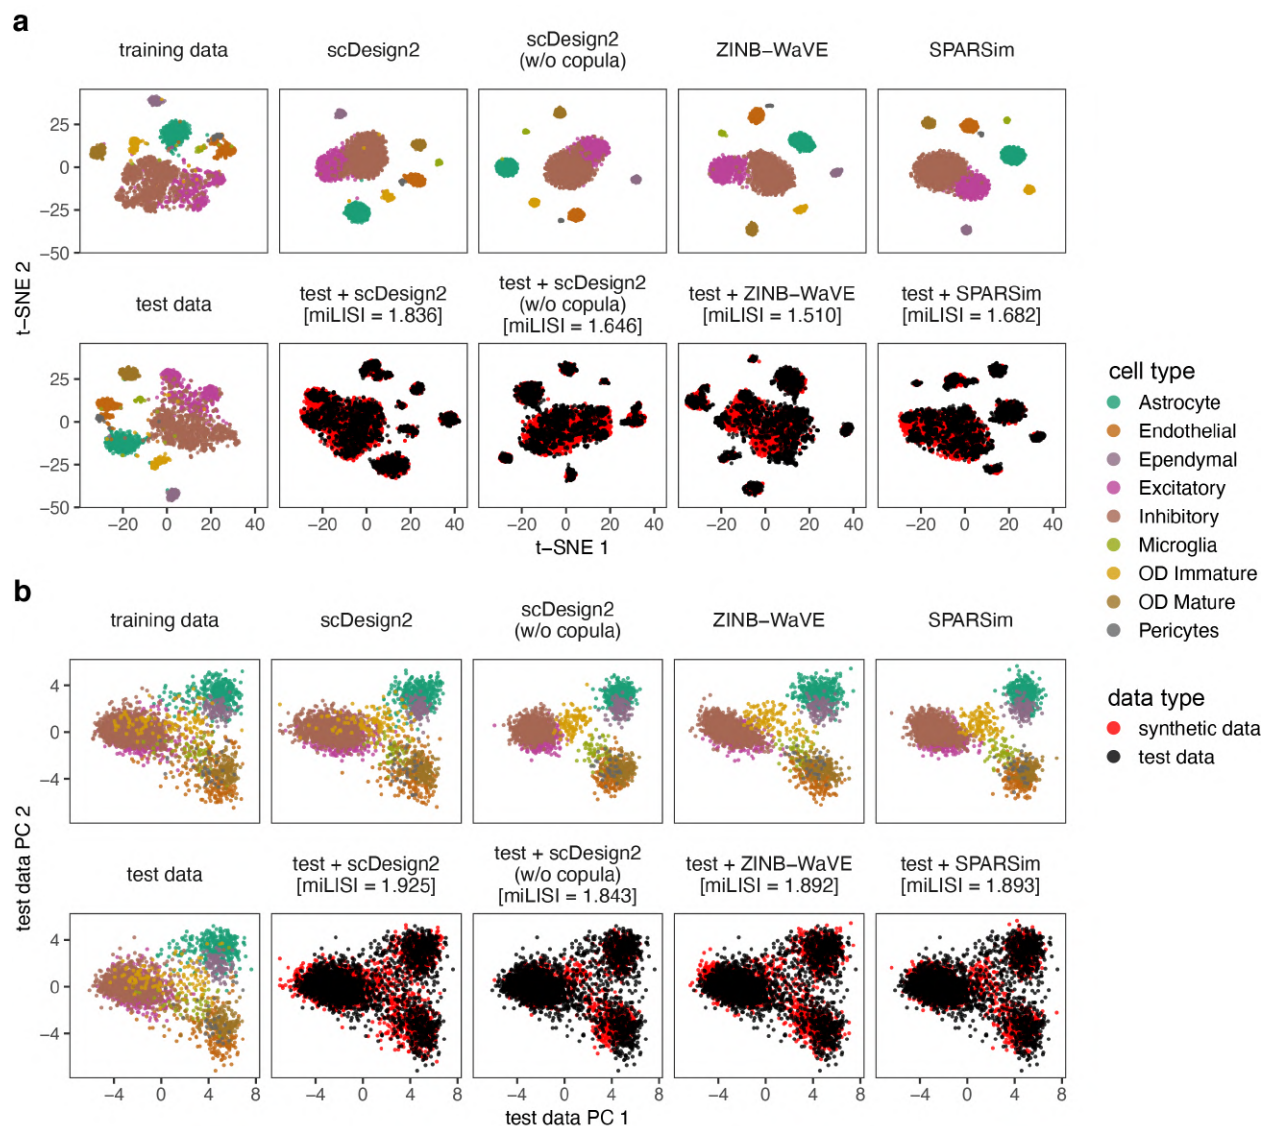 a
training data
scDesign2
scDesign2
(w/o copula)
ZINB−WaVE
SPARSim
25
0
−25
−50
t−SNE 2
test data
test + scDesign2
[miLISI = 1.836]
test + scDesign2
(w/o copula)
[miLISI = 1.646]
test + ZINB−WaVE
[miLISI = 1.510]
test + SPARSim
[miLISI = 1.682]
25
0
−25
−50
−20 0 20 40
−20 0 20 40
−20 0 20 40
−20 0 20 40
−20 0 20 40
t−SNE 1
cell type
Astrocyte
Endothelial
Ependymal
Excitatory
Inhibitory
Microglia
OD Immature
OD Mature
Pericytes
data type
synthetic data
test data
b
training data
scDesign2
scDesign2
(w/o copula)
ZINB−WaVE
SPARSim
4
0
−4
test data PC 2
test data
test + scDesign2
[miLISI = 1.925]
test + scDesign2
(w/o copula)
[miLISI = 1.843]
test + ZINB−WaVE
[miLISI = 1.892]
test + SPARSim
[miLISI = 1.893]
4
0
−4
−4 0 4 8
−4 0 4 8
−4 0 4 8
−4 0 4 8
−4 0 4 8
test data PC 1